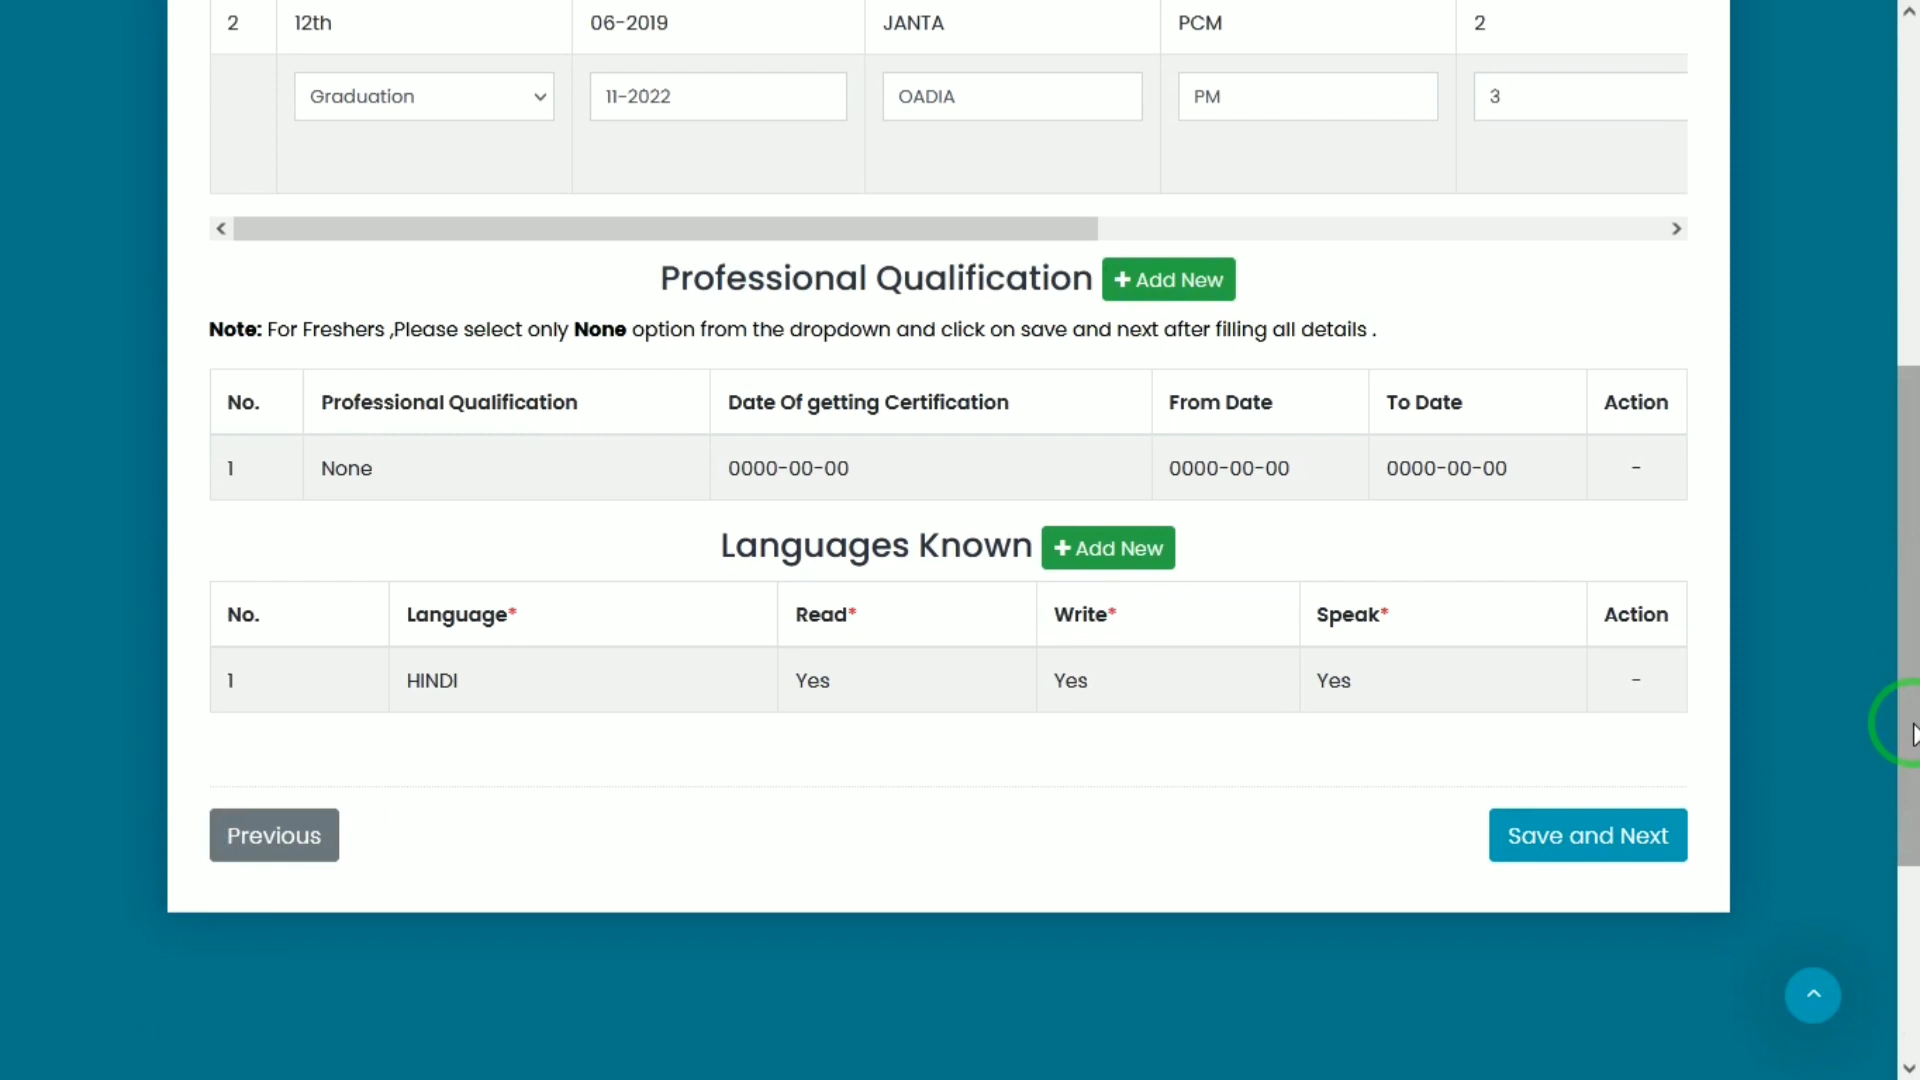 2 12th 06-2019 JANTA PCM 2
Graduation 11-2022 OADIA PM 3
Professional Qualification + Add New
Note: For Freshers ,Please select only None option from the dropdown and click on save and next after filling all details .
No. Professional Qualification Date Of getting Certification From Date To Date Action
1 None 0000-00-00 0000-00-00 0000-00-00 -
Languages Known + Add New
No. Language* Read* Write* Speak* Action
1 HINDI Yes Yes Yes -
Previous Save and Next